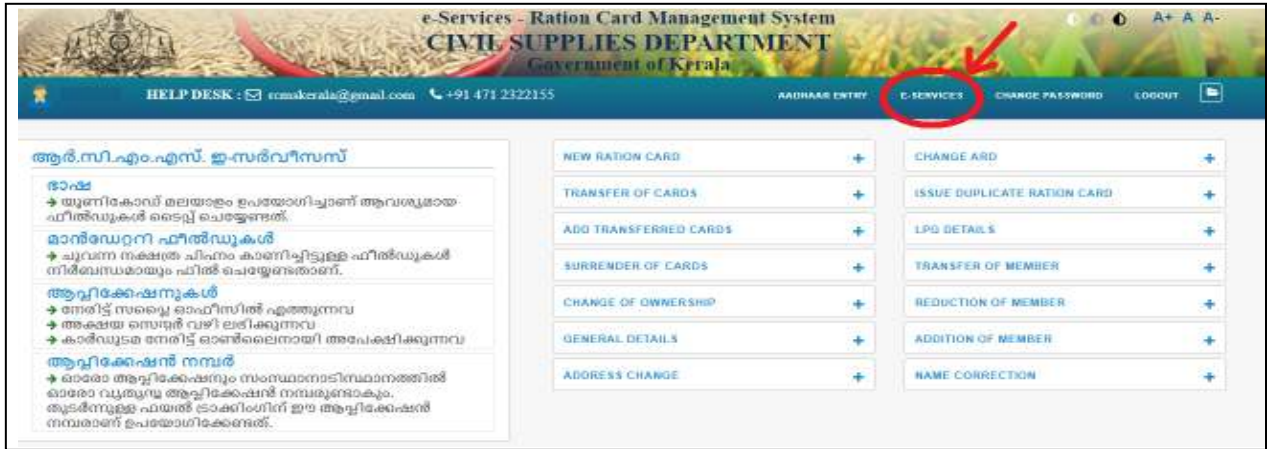 e-Services - Ration Card Management System
CIVIL SUPPLIES DEPARTMENT
Government of Kerala
A+ A A-
HELP DESK : rcmskerala@gmail.com +91 471 2322155
AADHAAR ENTRY E-SERVICES CHANGE PASSWORD LOGOUT
ആർ.സി.എം.എസ്. ഇ-സർവീസസ്
ഭാഷ
യൂണികോഡ് മലയാളം ഉപയോഗിച്ചാണ് ആവശ്യമായ
ഫീൽഡുകൾ ടൈപ്പ് ചെയ്യേണ്ടത്.
മാൻഡേറ്ററി ഫീൽഡുകൾ
ചുവന്ന നക്ഷത്ര ചിഹ്നം കാണിച്ചിട്ടുള്ള ഫീൽഡുകൾ
നിർബന്ധമായും ഫിൽ ചെയ്യേണ്ടതാണ്.
ആപ്ലിക്കേഷനുകൾ
നേരിട്ട് സപ്ലൈ ഓഫീസിൽ എത്തുന്നവ
അക്ഷയ സെന്റർ വഴി ലഭിക്കുന്നവ
കാർഡുടമ നേരിട്ട് ഓൺലൈനായി അപേക്ഷിക്കുന്നവ
ആപ്ലിക്കേഷൻ നമ്പർ
ഓരോ ആപ്ലിക്കേഷനും സംസ്ഥാനാടിസ്ഥാനത്തിൽ
ഓരോ വ്യത്യസ്ത ആപ്ലിക്കേഷൻ നമ്പരുണ്ടാകും.
തുടർന്നുള്ള ഫയൽ ട്രാക്കിംഗിന് ഈ ആപ്ലിക്കേഷൻ
നമ്പരാണ് ഉപയോഗിക്കേണ്ടത്.
NEW RATION CARD +
TRANSFER OF CARDS +
ADD TRANSFERRED CARDS +
SURRENDER OF CARDS +
CHANGE OF OWNERSHIP +
GENERAL DETAILS +
ADDRESS CHANGE +
CHANGE ARD +
ISSUE DUPLICATE RATION CARD +
LPG DETAILS +
TRANSFER OF MEMBER +
REDUCTION OF MEMBER +
ADDITION OF MEMBER +
NAME CORRECTION +